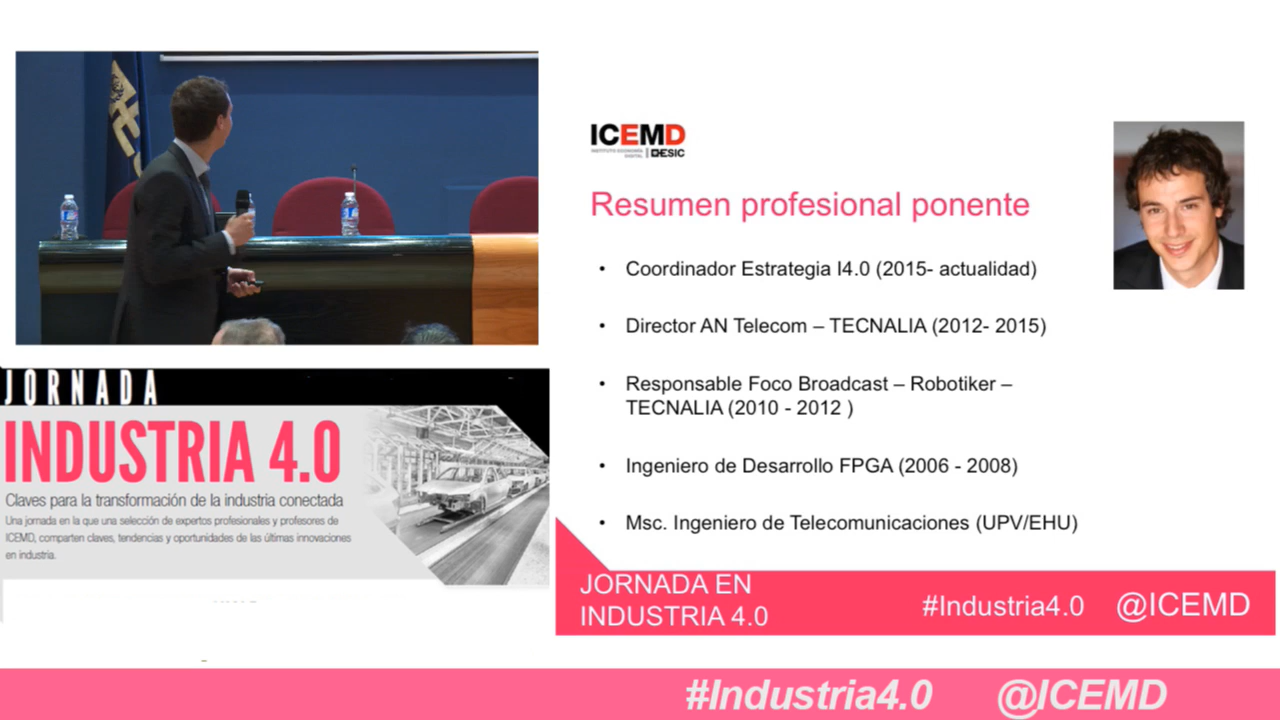 JORNADA
INDUSTRIA 4.0
Claves para la transformación de la industria conectada
Una jornada en la que una selección de expertos profesionales y profesores de
ICEMD, comparten claves, tendencias y oportunidades de las últimas innovaciones
en industria.
ICEMD
INSTITUTO ECONOMÍA
DIGITAL
ESIC
Resumen profesional ponente
• Coordinador Estrategia I4.0 (2015- actualidad)
• Director AN Telecom – TECNALIA (2012- 2015)
• Responsable Foco Broadcast – Robotiker –
TECNALIA (2010 - 2012 )
• Ingeniero de Desarrollo FPGA (2006 - 2008)
• Msc. Ingeniero de Telecomunicaciones (UPV/EHU)
JORNADA EN
INDUSTRIA 4.0
#Industria4.0 @ICEMD
#Industria4.0 @ICEMD